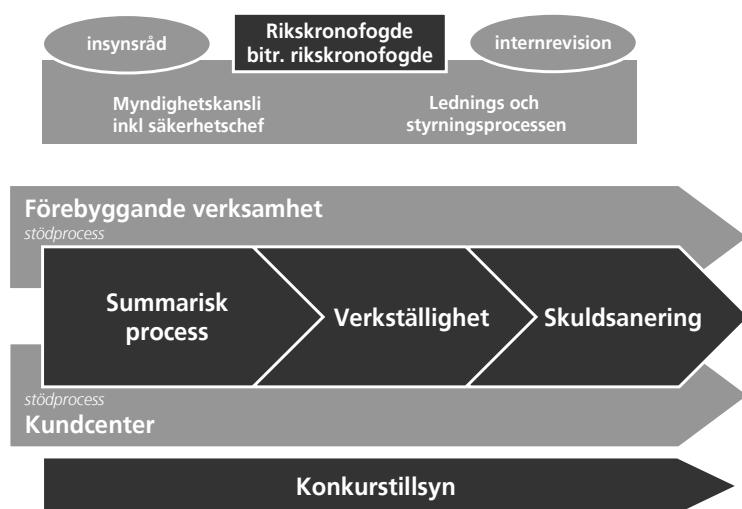 insynsråd
Rikskronofogde
bitr. rikskronofogde
internrevision
Myndighetskansli
inkl säkerhetschef
Lednings och
styrningsprocessen
Förebyggande verksamhet
stödprocess
Summarisk
process
Verkställighet
Skuldsanering
stödprocess
Kundcenter
Konkurstillsyn